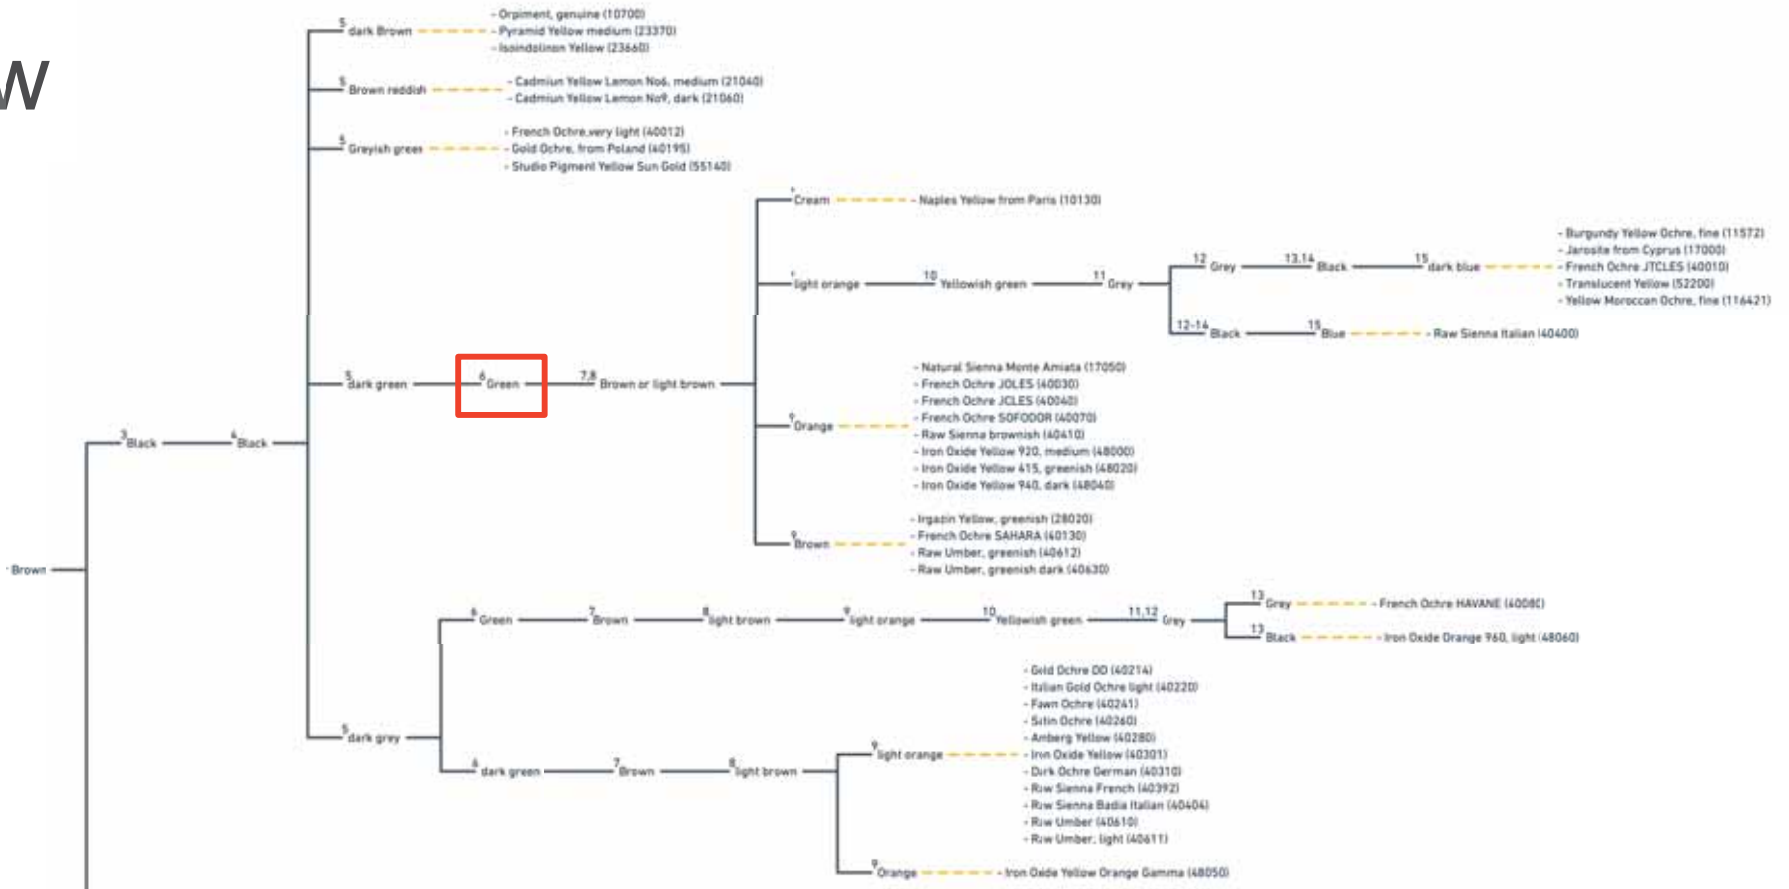 w
5 dark Brown
- Orpiment, genuine (10700)
- Pyramid Yellow medium (23370)
- Isoindolinon Yellow (23660)
5 Brown reddish
- Cadmiun Yellow Lemon No6, medium (21040)
- Cadmiun Yellow Lemon No9, dark (21060)
5 Greyish green
- French Ochre,very light (40012)
- Gold Ochre, from Poland (40195)
- Studio Pigment Yellow Sun Gold (55140)
Cream
- Naples Yellow from Paris (10130)
light orange
10 Yellowish green
11 Grey
12 Grey
13,14 Black
15 dark blue
- Burgundy Yellow Ochre, fine (11572)
- Jarosite from Cyprus (17000)
- French Ochre JTCLES (40010)
- Translucent Yellow (52200)
- Yellow Moroccan Ochre, fine (116421)
12-14 Black
15 Blue
- Raw Sienna Italian (40400)
5 dark green
6 Green
7,8 Brown or light brown
9 Orange
- Natural Sienna Monte Amiata (17050)
- French Ochre JOLES (40030)
- French Ochre JCLES (40040)
- French Ochre SOFODOR (40070)
- Raw Sienna brownish (40410)
- Iron Oxide Yellow 920, medium (48000)
- Iron Oxide Yellow 415, greenish (48020)
- Iron Oxide Yellow 940, dark (48040)
9 Brown
- Irgazin Yellow, greenish (28020)
- French Ochre SAHARA (40130)
- Raw Umber, greenish (40612)
- Raw Umber, greenish dark (40630)
3 Black
4 Black
Brown
6 Green
7 Brown
8 light brown
9 light orange
10 Yellowish green
11,12 Grey
13 Grey
- French Ochre HAVANE (40080)
13 Black
- Iron Oxide Orange 960, light (48060)
5 dark grey
6 dark green
7 Brown
8 light brown
9 light orange
- Gold Ochre DD (40214)
- Italian Gold Ochre light (40220)
- Fawn Ochre (40241)
- Satin Ochre (40260)
- Amberg Yellow (40280)
- Iron Oxide Yellow (40301)
- Dark Ochre German (40310)
- Raw Sienna French (40392)
- Raw Sienna Badia Italian (40404)
- Raw Umber (40610)
- Raw Umber, light (40611)
9 Orange
- Iron Oxide Yellow Orange Gamma (48050)